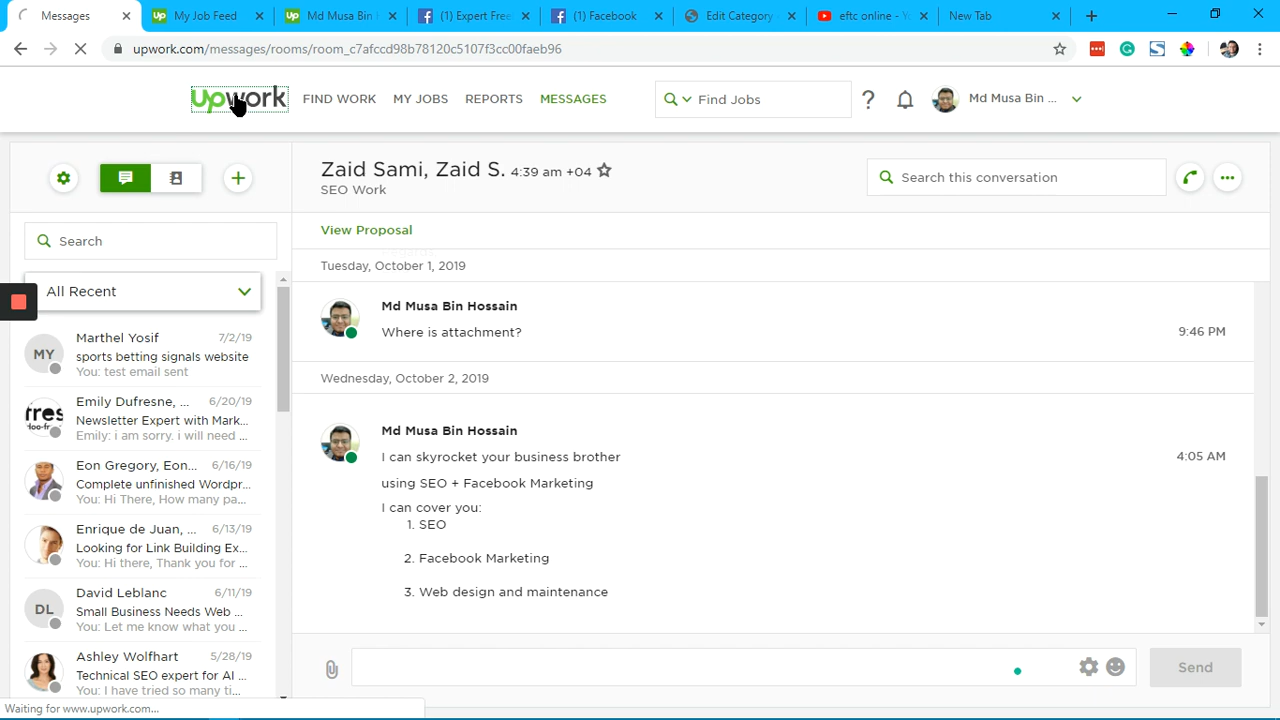 Messages
My Job Feed
Md Musa Bin
(1) Expert Free
(1) Facebook
Edit Category
eftc online - Yo
New Tab
upwork.com/messages/rooms/room_c7afccd98b78120c5107f3cc00faeb96
upwork
FIND WORK
MY JOBS
REPORTS
MESSAGES
Find Jobs
?
Md Musa Bin ...
Zaid Sami, Zaid S. 4:39 am +04
SEO Work
Search this conversation
Search
All Recent
View Proposal
Tuesday, October 1, 2019
Md Musa Bin Hossain
Where is attachment?
9:46 PM
Wednesday, October 2, 2019
Md Musa Bin Hossain
I can skyrocket your business brother
4:05 AM
using SEO + Facebook Marketing
I can cover you:
1. SEO
2. Facebook Marketing
3. Web design and maintenance
MY
Marthel Yosif 7/2/19
sports betting signals website
You: test email sent
Emily Dufresne, ... 6/20/19
Newsletter Expert with Mark...
Emily: i am sorry. i will need ...
Eon Gregory, Eon... 6/16/19
Complete unfinished Wordpr...
You: Hi There, How many pa...
Enrique de Juan, ... 6/13/19
Looking for Link Building Ex...
You: Hi there, Thank you for ...
DL
David Leblanc 6/11/19
Small Business Needs Web ...
You: Let me know what you ...
Ashley Wolfhart 5/28/19
Technical SEO expert for AI ...
You: I have tried so many ti...
Send
Waiting for www.upwork.com...